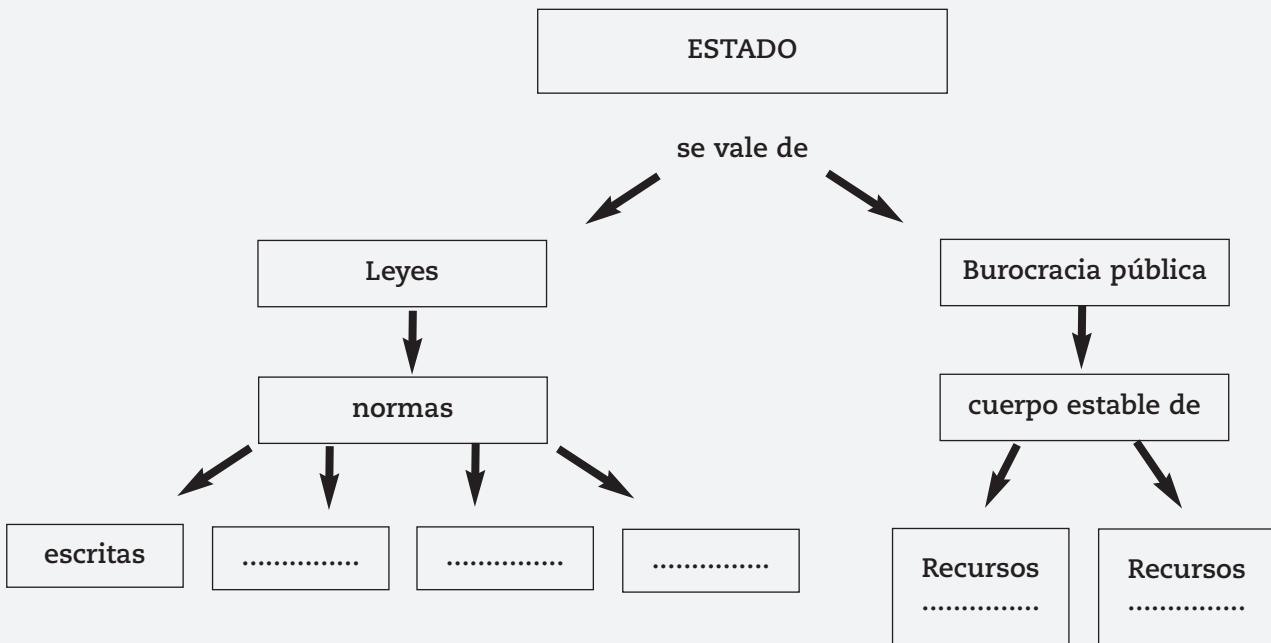 ESTADO
se vale de
Leyes
Burocracia pública
normas
cuerpo estable de
escritas
...............
...............
...............
Recursos
...............
Recursos
...............